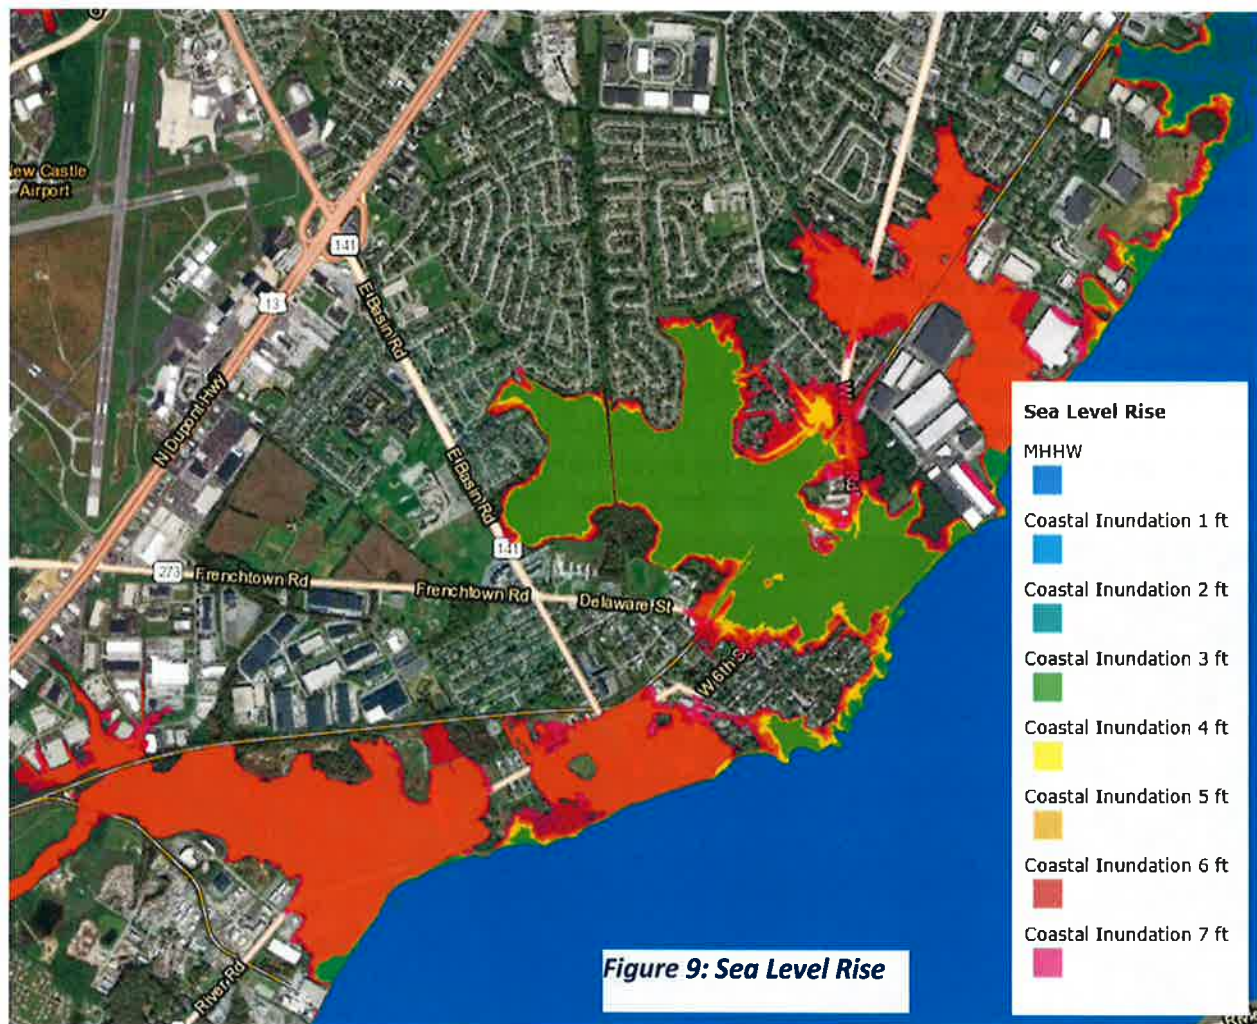 New Castle
Airport
141
13
E Basin Rd
N Dupont Hwy
E Basin Rd
141
273
Frenchtown Rd
Frenchtown Rd
Delaware St
W 6th St
River Rd
Sea Level Rise
MHHW
Coastal Inundation 1 ft
Coastal Inundation 2 ft
Coastal Inundation 3 ft
Coastal Inundation 4 ft
Coastal Inundation 5 ft
Coastal Inundation 6 ft
Coastal Inundation 7 ft
Figure 9: Sea Level Rise